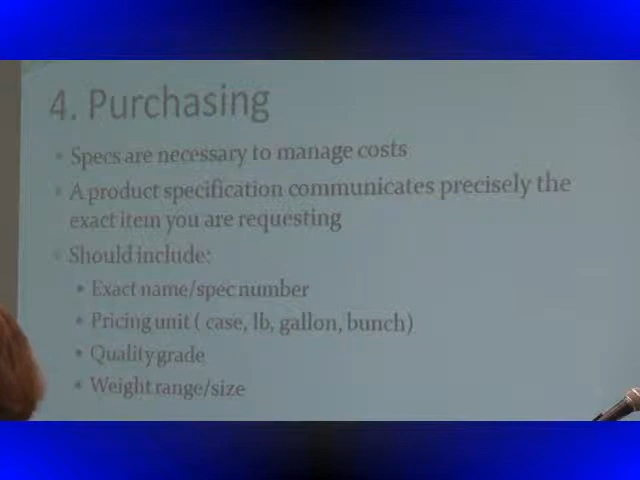 4. Purchasing
• Specs are necessary to manage costs
• A product specification communicates precisely the
exact item you are requesting
• Should include:
• Exact name/spec number
• Pricing unit ( case, lb, gallon, bunch)
• Quality grade
• Weight range/size